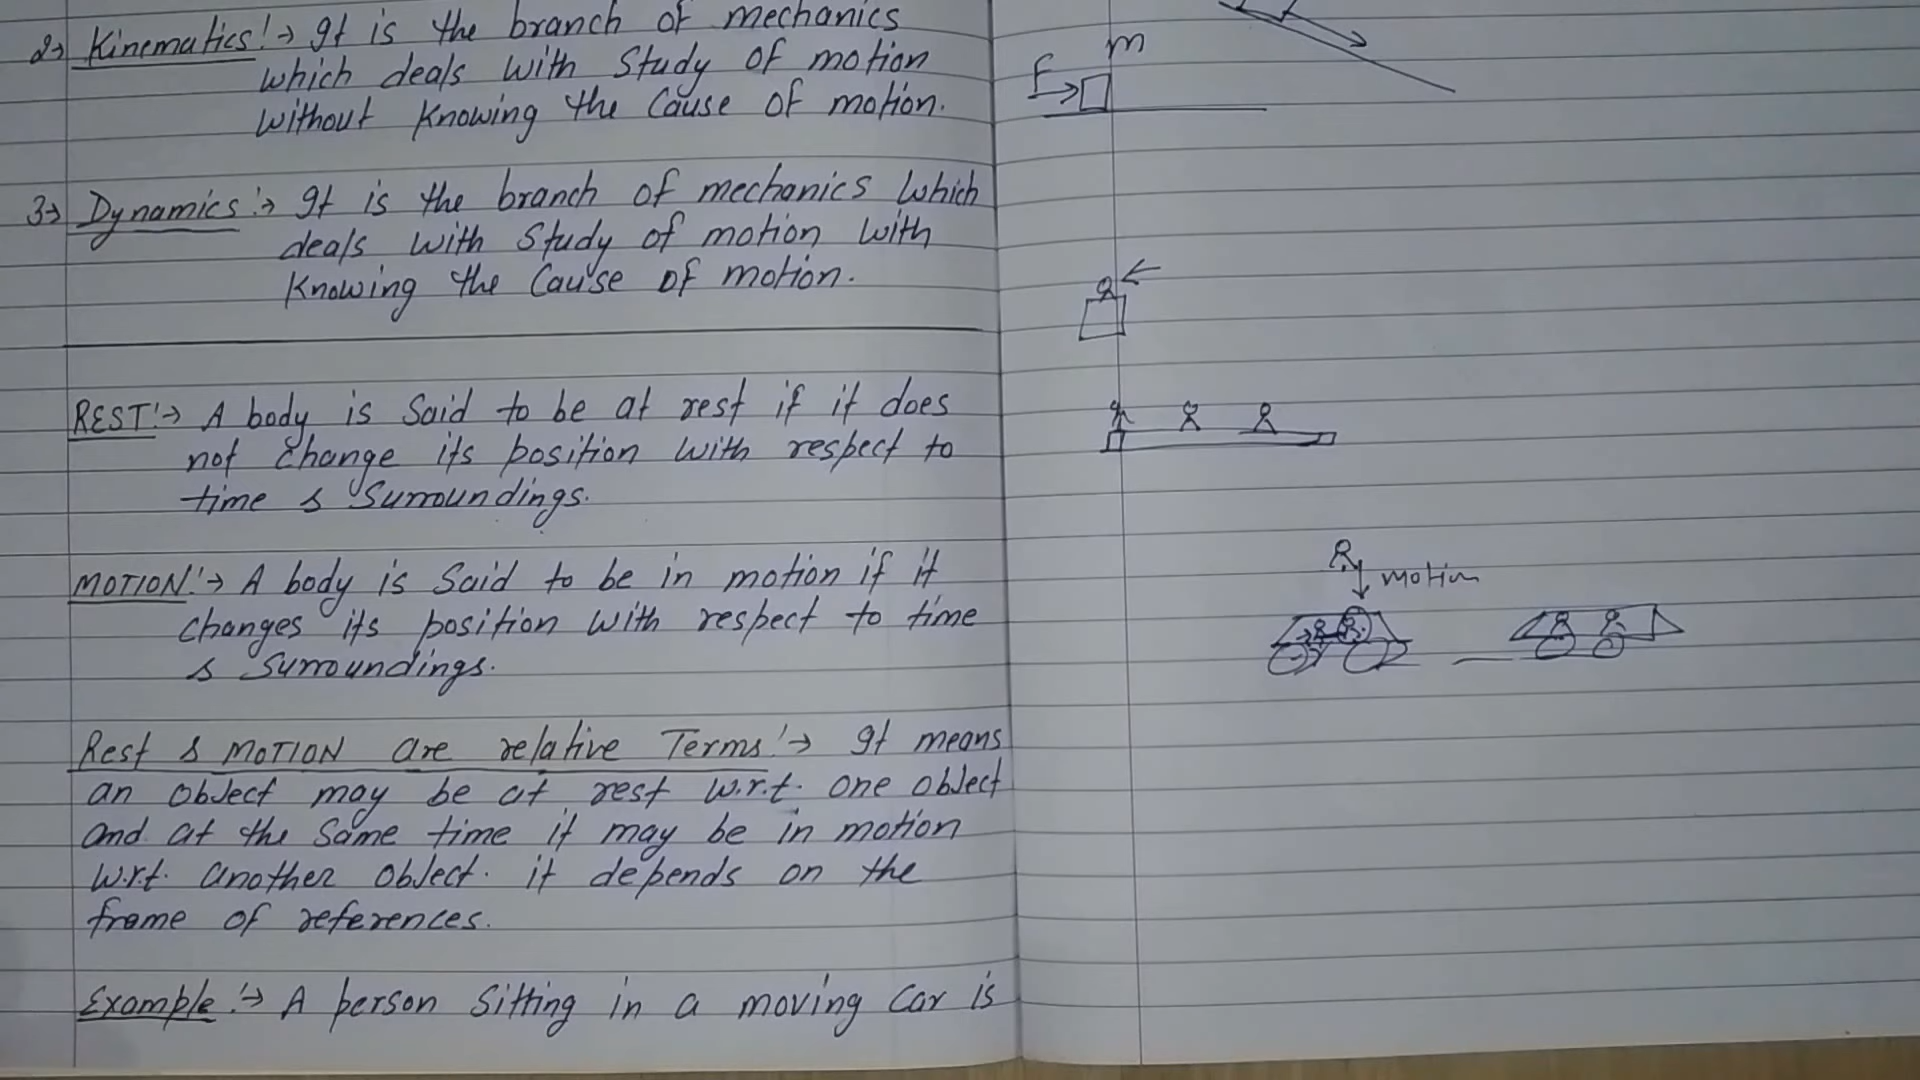 2→ Kinematics:→ It is the branch of mechanics
which deals with study of motion
without knowing the cause of motion.
3→ Dynamics:→ It is the branch of mechanics which
deals with study of motion with
knowing the cause of motion.
REST:→ A body is said to be at rest if it does
not change its position with respect to
time & surroundings.
MOTION:→ A body is said to be in motion if it
changes its position with respect to time
& surroundings.
Rest & MOTION are relative Terms:→ It means
an object may be at rest w.r.t. one object
and at the same time it may be in motion
w.r.t. another object. it depends on the
frame of references.
Example:→ A person sitting in a moving car is
m
F
motion